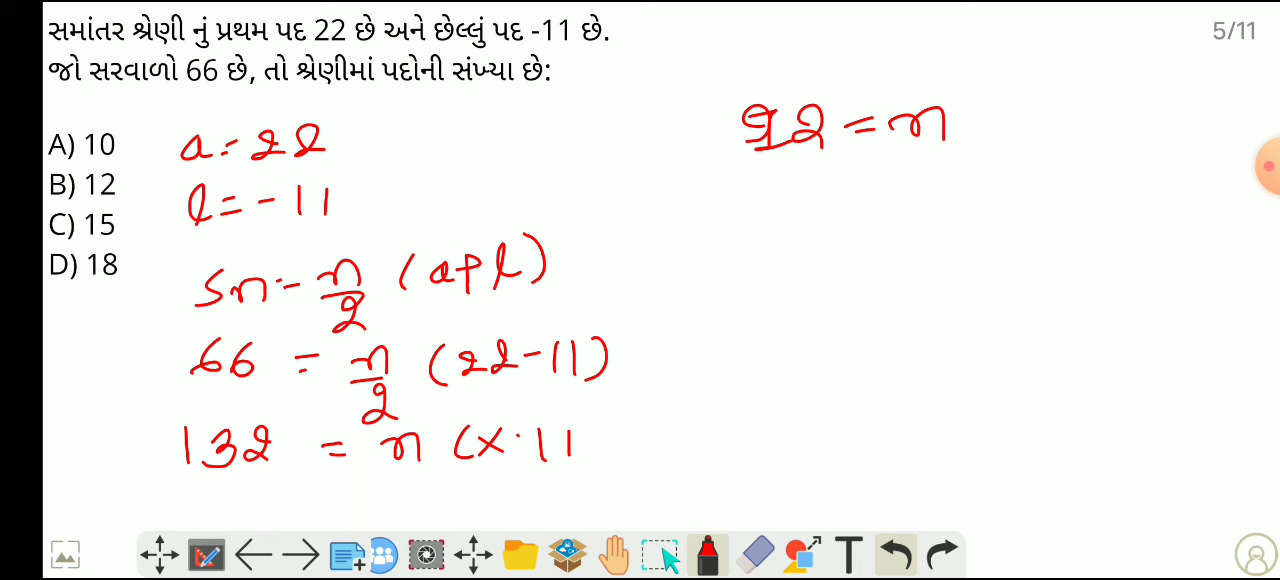 સમાંતર શ્રેણી નું પ્રથમ પદ 22 છે અને છેલ્લું પદ -11 છે.
જો સરવાળો 66 છે, તો શ્રેણીમાં પદોની સંખ્યા છે:
5/11
A) 10
B) 12
C) 15
D) 18
a = 22
l = -11
Sn = n/2 (a+l)
66 = n/2 (22-11)
132 = n (x·11
12 = n
T